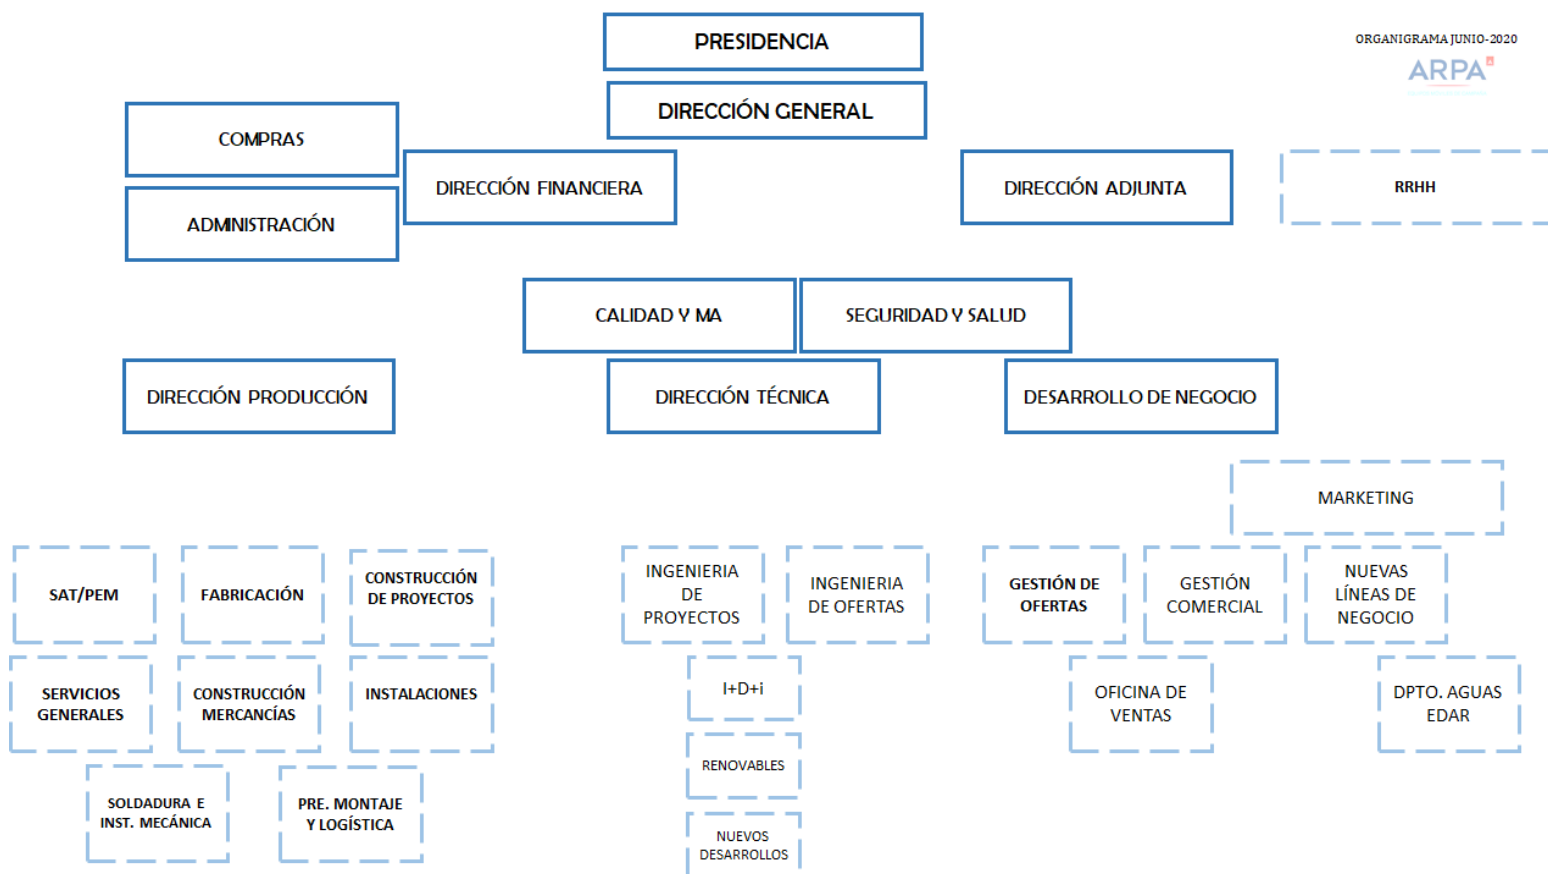 PRESIDENCIA
ORGANIGRAMA JUNIO-2020
ARPA
DIRECCIÓN GENERAL
COMPRAS
DIRECCIÓN FINANCIERA
DIRECCIÓN ADJUNTA
RRHH
ADMINISTRACIÓN
CALIDAD Y MA
SEGURIDAD Y SALUD
DIRECCIÓN PRODUCCIÓN
DIRECCIÓN TÉCNICA
DESARROLLO DE NEGOCIO
MARKETING
SAT/PEM
FABRICACIÓN
CONSTRUCCIÓN
DE PROYECTOS
INGENIERIA
DE
PROYECTOS
INGENIERIA
DE OFERTAS
GESTIÓN DE
OFERTAS
GESTIÓN
COMERCIAL
NUEVAS
LÍNEAS DE
NEGOCIO
SERVICIOS
GENERALES
CONSTRUCCIÓN
MERCANCÍAS
INSTALACIONES
I+D+i
OFICINA DE
VENTAS
DPTO. AGUAS
EDAR
RENOVABLES
SOLDADURA E
INST. MECÁNICA
PRE. MONTAJE
Y LOGÍSTICA
NUEVOS
DESARROLLOS